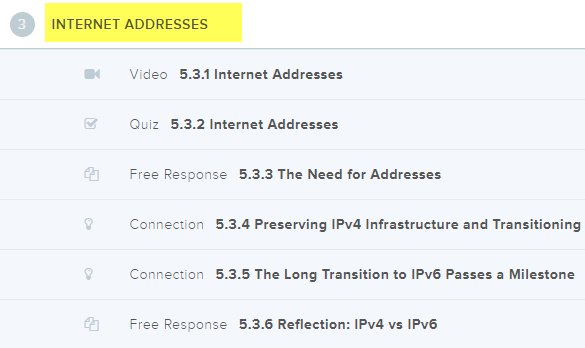 3 INTERNET ADDRESSES
Video 5.3.1 Internet Addresses
Quiz 5.3.2 Internet Addresses
Free Response 5.3.3 The Need for Addresses
Connection 5.3.4 Preserving IPv4 Infrastructure and Transitioning
Connection 5.3.5 The Long Transition to IPv6 Passes a Milestone
Free Response 5.3.6 Reflection: IPv4 vs IPv6